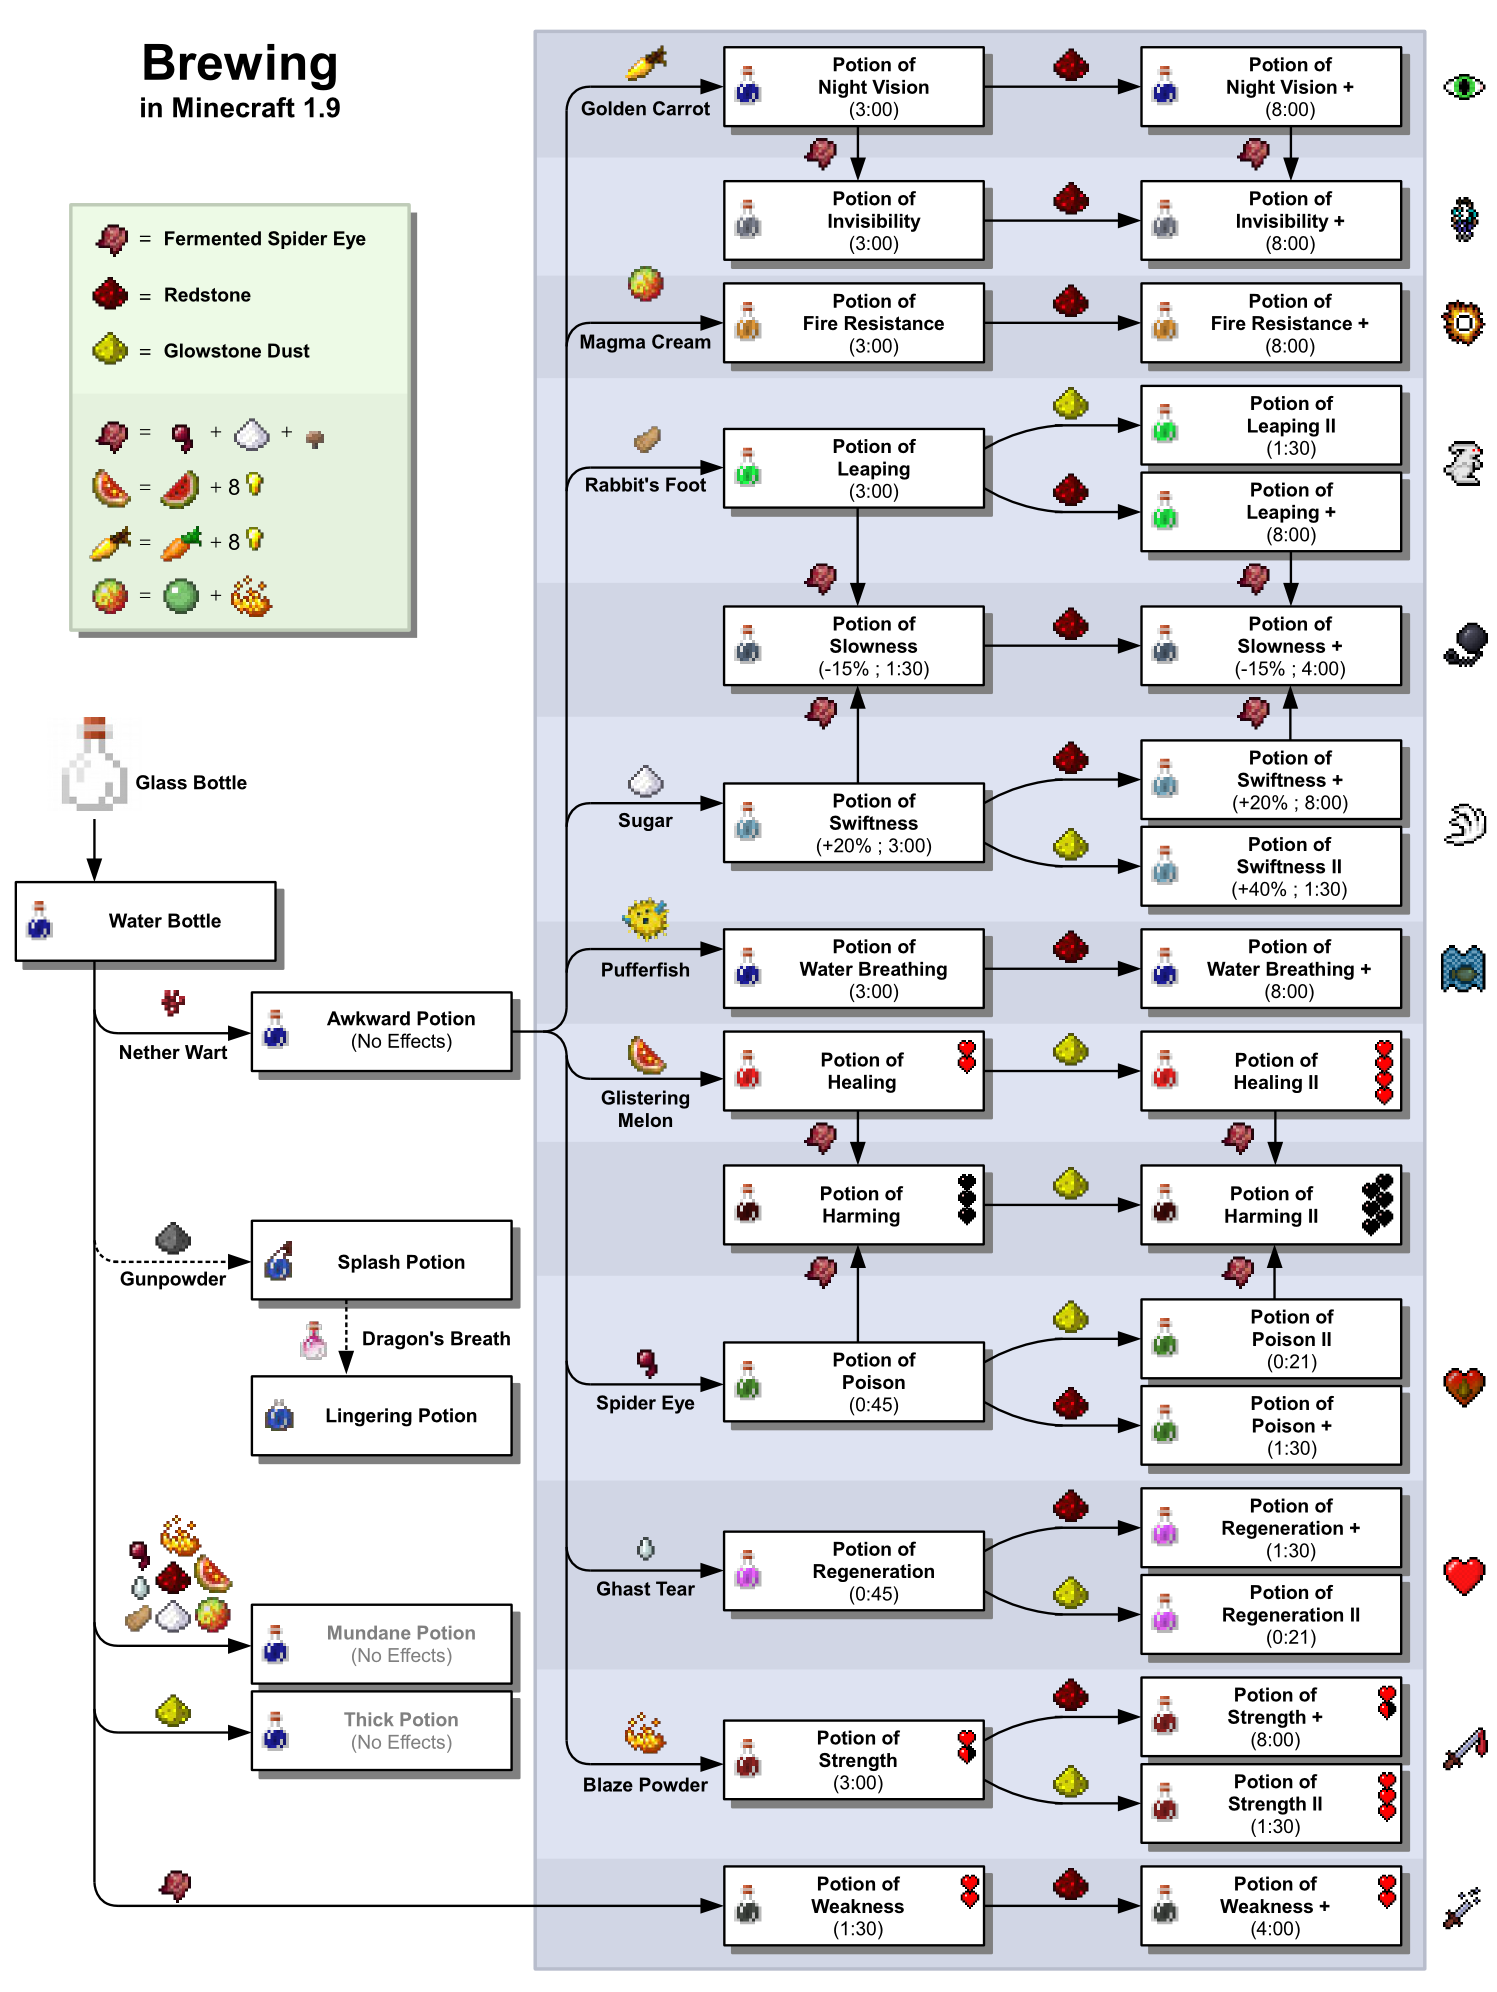 Brewing
in Minecraft 1.9
= Fermented Spider Eye
= Redstone
= Glowstone Dust
= + +
= + 8
= + 8
= +
Glass Bottle
Water Bottle
Nether Wart
Awkward Potion
(No Effects)
Gunpowder
Splash Potion
Dragon's Breath
Lingering Potion
Mundane Potion
(No Effects)
Thick Potion
(No Effects)
Golden Carrot
Potion of
Night Vision
(3:00)
Potion of
Night Vision +
(8:00)
Potion of
Invisibility
(3:00)
Potion of
Invisibility +
(8:00)
Magma Cream
Potion of
Fire Resistance
(3:00)
Potion of
Fire Resistance +
(8:00)
Rabbit's Foot
Potion of
Leaping
(3:00)
Potion of
Leaping II
(1:30)
Potion of
Leaping +
(8:00)
Potion of
Slowness
(-15% ; 1:30)
Potion of
Slowness +
(-15% ; 4:00)
Sugar
Potion of
Swiftness
(+20% ; 3:00)
Potion of
Swiftness +
(+20% ; 8:00)
Potion of
Swiftness II
(+40% ; 1:30)
Pufferfish
Potion of
Water Breathing
(3:00)
Potion of
Water Breathing +
(8:00)
Glistering
Melon
Potion of
Healing
Potion of
Healing II
Potion of
Harming
Potion of
Harming II
Spider Eye
Potion of
Poison
(0:45)
Potion of
Poison II
(0:21)
Potion of
Poison +
(1:30)
Ghast Tear
Potion of
Regeneration
(0:45)
Potion of
Regeneration +
(1:30)
Potion of
Regeneration II
(0:21)
Blaze Powder
Potion of
Strength
(3:00)
Potion of
Strength +
(8:00)
Potion of
Strength II
(1:30)
Potion of
Weakness
(1:30)
Potion of
Weakness +
(4:00)